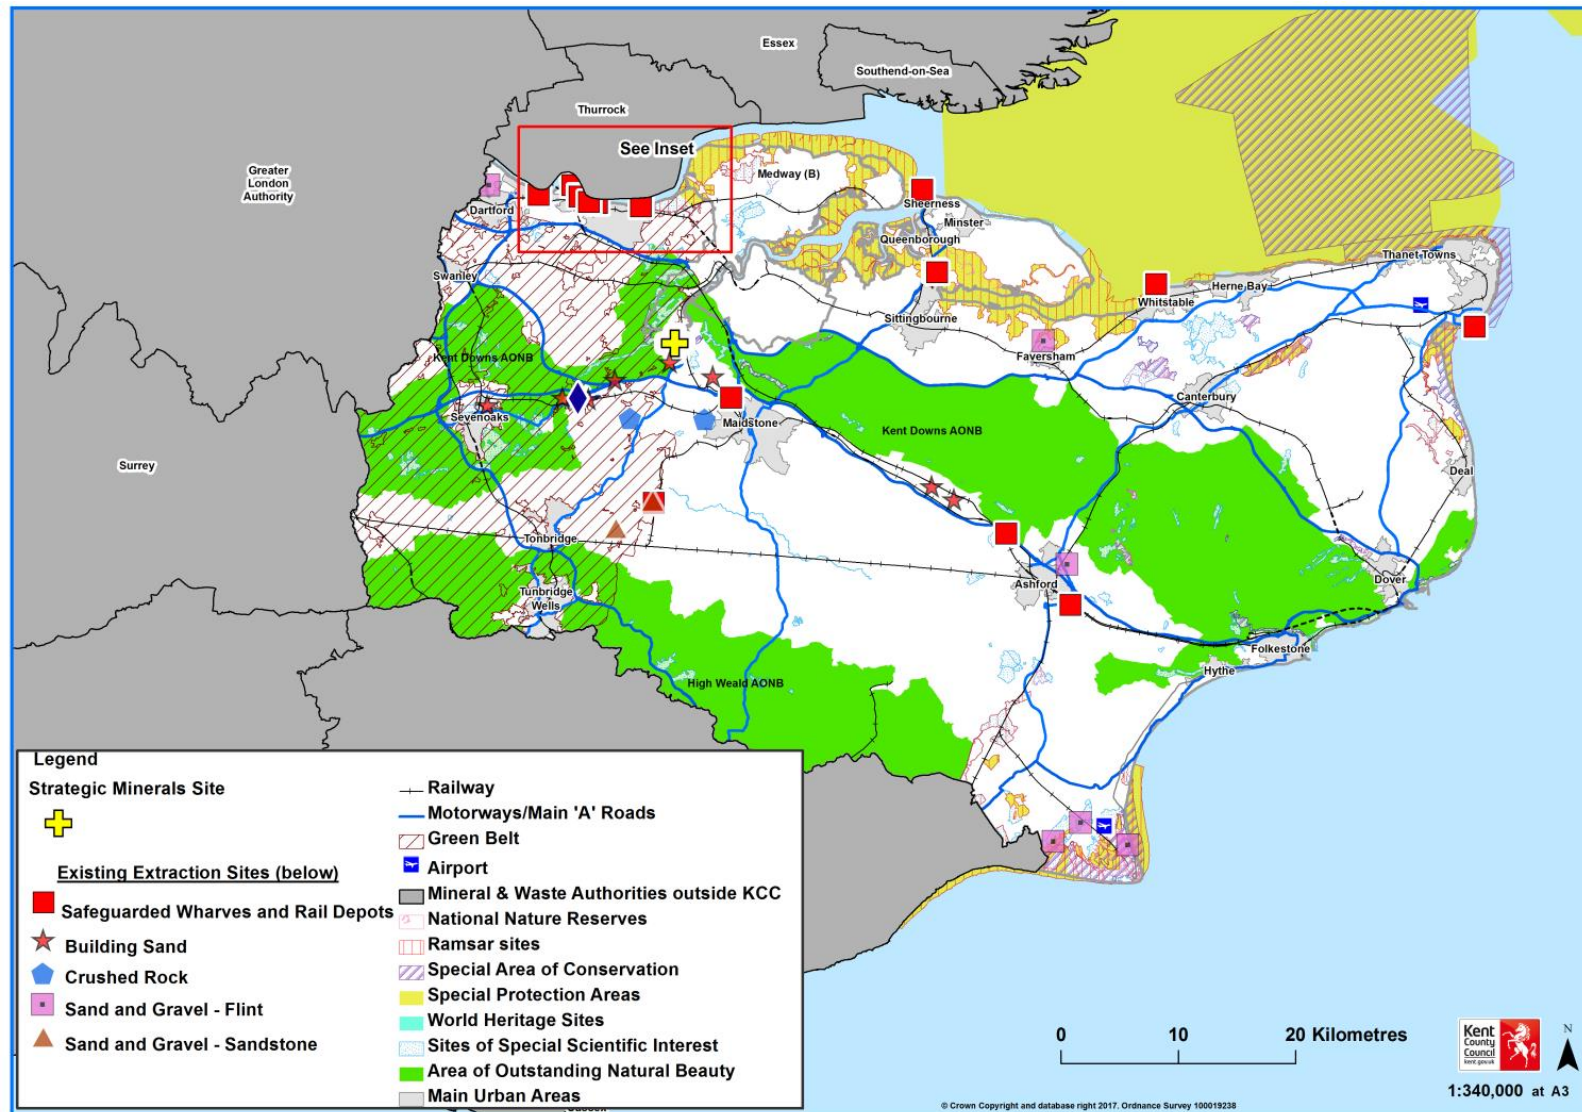 Essex
Southend-on-Sea
Thurrock
See Inset
Greater
London
Authority
Medway (B)
Dartford
Sheerness
Minster
Queenborough
Swanley
Thanet Towns
Herne Bay
Whitstable
Sittingbourne
Kent Downs AONB
Faversham
Canterbury
Sevenoaks
Maidstone
Kent Downs AONB
Surrey
Deal
Tonbridge
Ashford
Dover
Tunbridge
Wells
Folkestone
Hythe
High Weald AONB
Legend
Strategic Minerals Site
Existing Extraction Sites (below)
Safeguarded Wharves and Rail Depots
Building Sand
Crushed Rock
Sand and Gravel - Flint
Sand and Gravel - Sandstone
Railway
Motorways/Main 'A' Roads
Green Belt
Airport
Mineral & Waste Authorities outside KCC
National Nature Reserves
Ramsar sites
Special Area of Conservation
Special Protection Areas
World Heritage Sites
Sites of Special Scientific Interest
Area of Outstanding Natural Beauty
Main Urban Areas
0 10 20 Kilometres
Kent
County
Council
kent.gov.uk
N
1:340,000 at A3
© Crown Copyright and database right 2017. Ordnance Survey 100019238